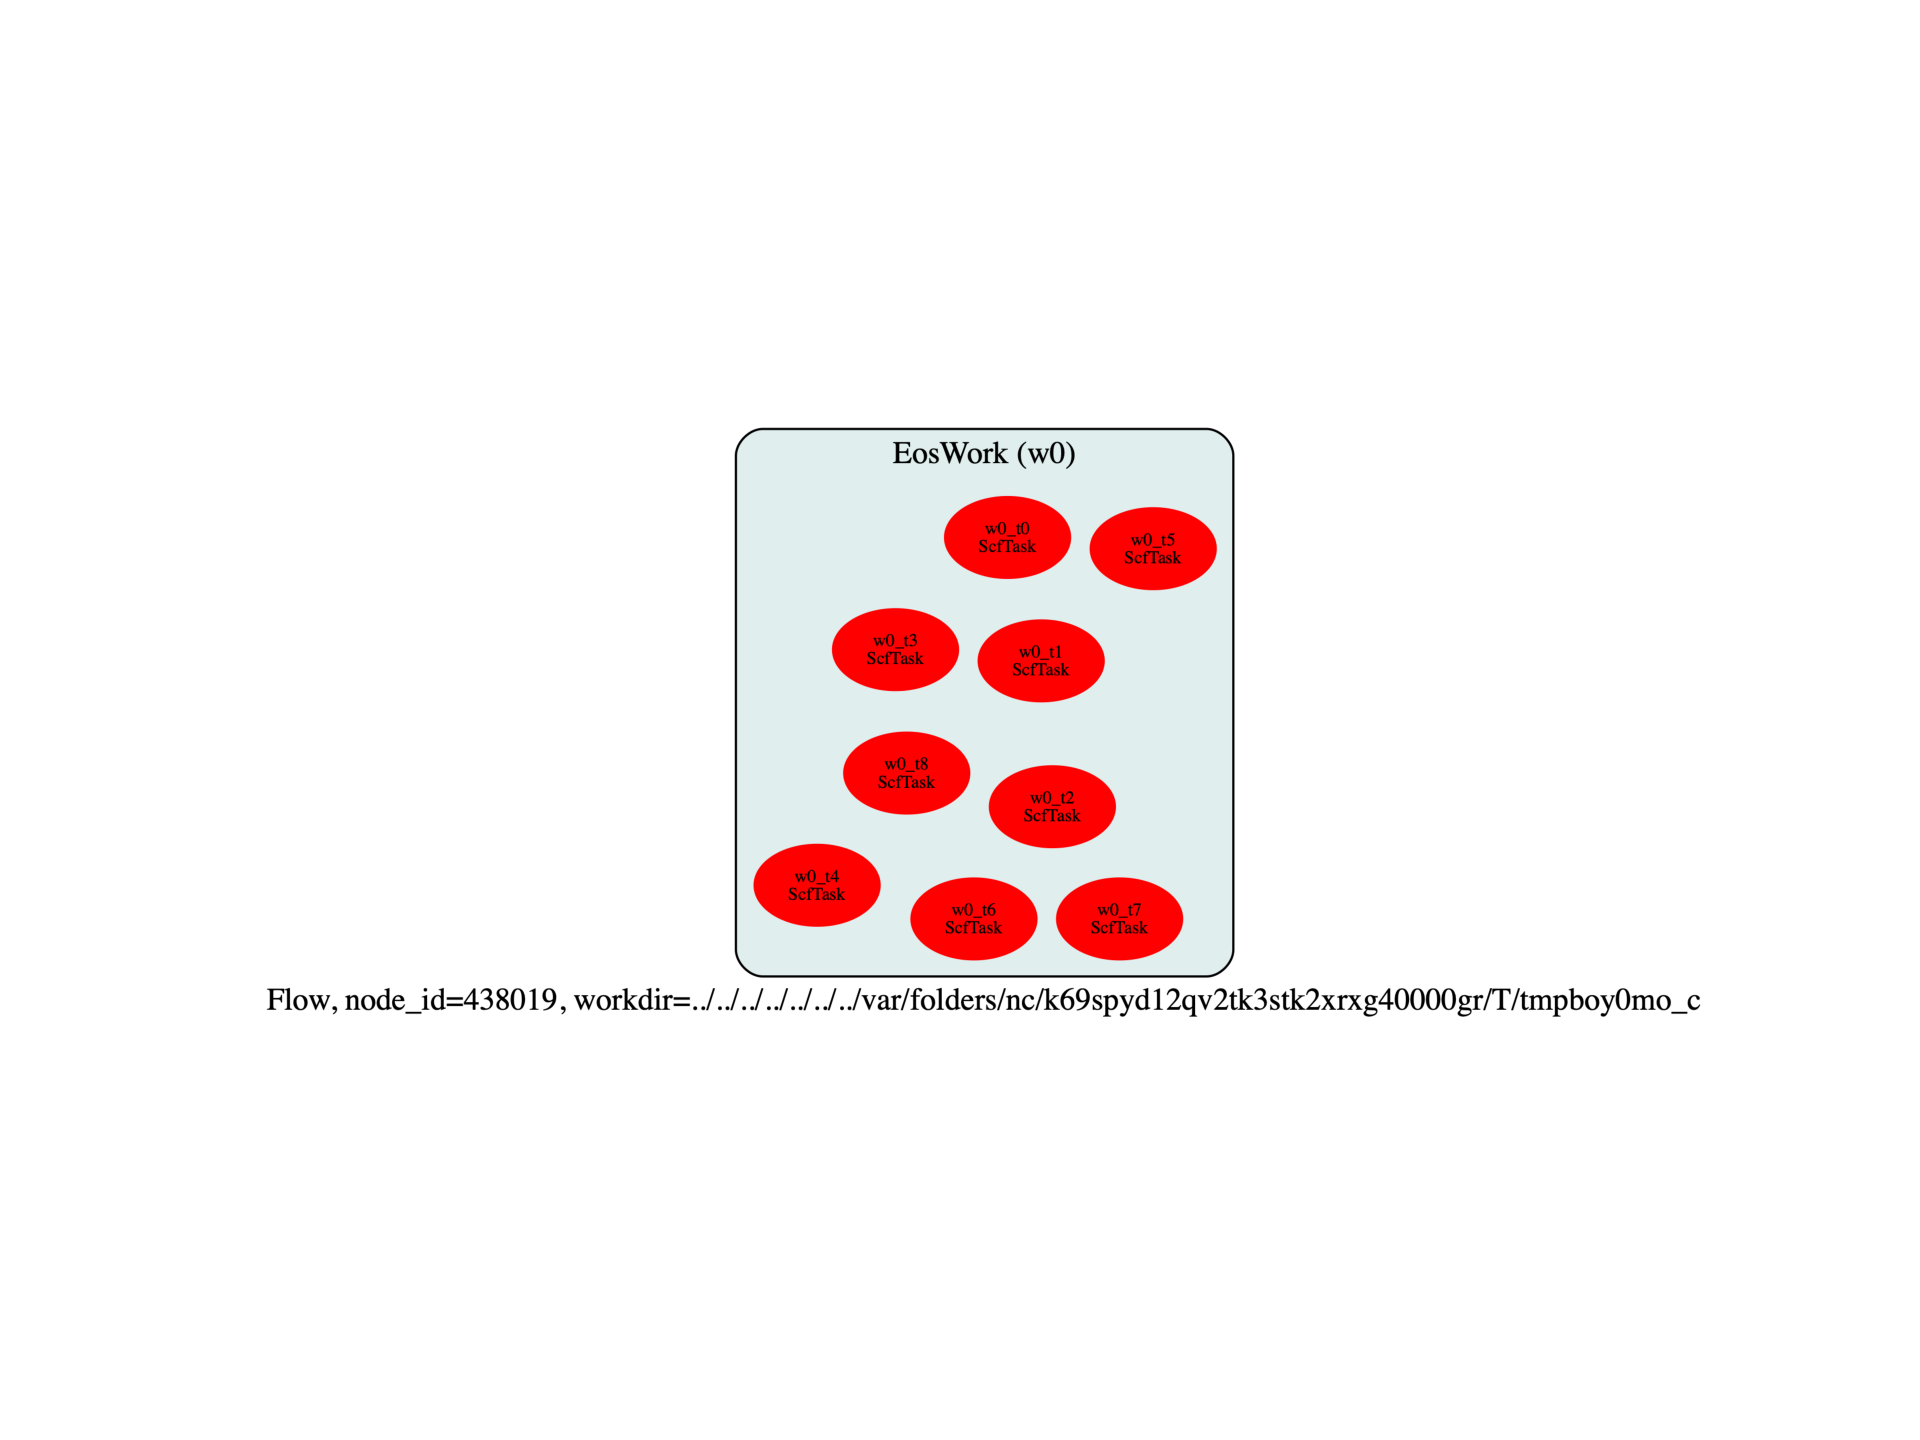 EosWork (w0)
w0_t0
ScfTask
w0_t5
ScfTask
w0_t3
ScfTask
w0_t1
ScfTask
w0_t8
ScfTask
w0_t2
ScfTask
w0_t4
ScfTask
w0_t6
ScfTask
w0_t7
ScfTask
Flow, node_id=438019, workdir=../../../../../../../var/folders/nc/k69spyd12qv2tk3stk2xrxg40000gr/T/tmpboy0mo_c